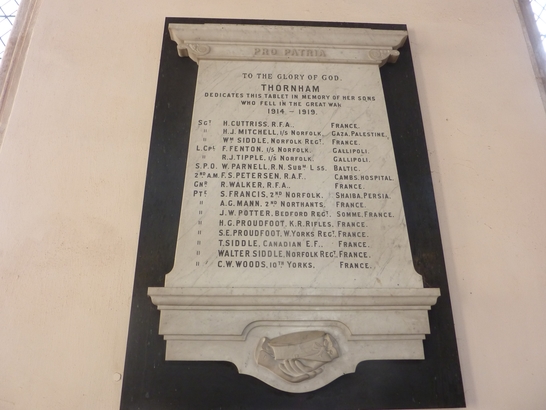 PRO PATRIA
TO THE GLORY OF GOD.
THORNHAM
DEDICATES THIS TABLET IN MEMORY OF HER SONS
WHO FELL IN THE GREAT WAR
1914 – 1919.
SGT H. CUTTRISS, R.F.A., FRANCE.
" H.J. MITCHELL, 1/5 NORFOLK, GAZA, PALESTINE.
" WM SIDDLE, NORFOLK REGT. FRANCE.
L.CPL F. FENTON, 1/5 NORFOLK. GALLIPOLI.
" R.J. TIPPLE, 1/5 NORFOLK. GALLIPOLI.
S.P.O. W. PARNELL, R.N. SUBM L 55. BALTIC.
2ND A.M. F.S. PETERSEN, R.A.F. CAMBS. HOSPITAL.
GNR R. WALKER, R.F.A., FRANCE.
PTE S. FRANCIS, 2ND NORFOLK. SHAIBA, PERSIA.
" A.G. MANN, 2ND NORTHANTS, FRANCE.
" J.W. POTTER, BEDFORD REGT. SOMME, FRANCE.
" H.G. PROUDFOOT, K.R. RIFLES, FRANCE.
" S.E. PROUDFOOT, W. YORKS REGT, FRANCE.
" T. SIDDLE, CANADIAN E.F., FRANCE.
" WALTER SIDDLE, NORFOLK REGT, FRANCE.
" C.W. WOODS, 10TH YORKS, FRANCE.